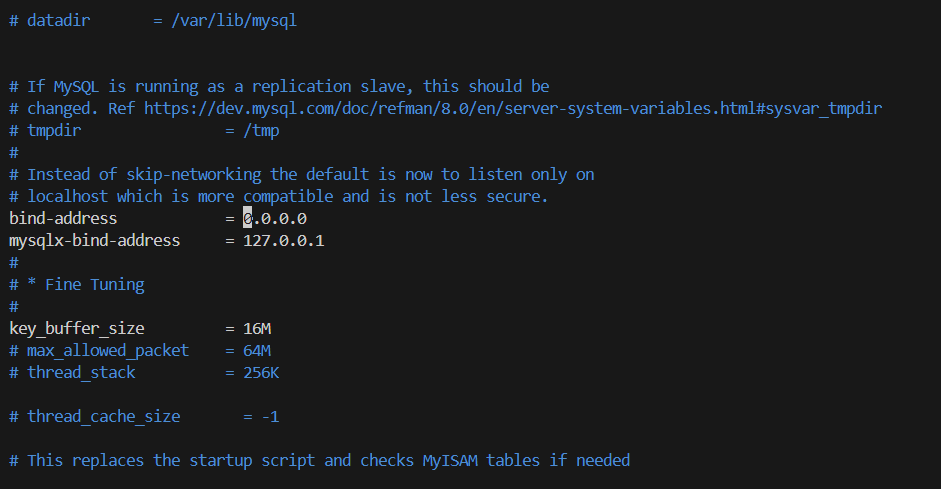 # datadir       = /var/lib/mysql
# If MySQL is running as a replication slave, this should be
# changed. Ref https://dev.mysql.com/doc/refman/8.0/en/server-system-variables.html#sysvar_tmpdir
# tmpdir                = /tmp
#
# Instead of skip-networking the default is now to listen only on
# localhost which is more compatible and is not less secure.
bind-address            = 0.0.0.0
mysqlx-bind-address     = 127.0.0.1
#
# * Fine Tuning
#
key_buffer_size         = 16M
# max_allowed_packet    = 64M
# thread_stack          = 256K
# thread_cache_size       = -1
# This replaces the startup script and checks MyISAM tables if needed